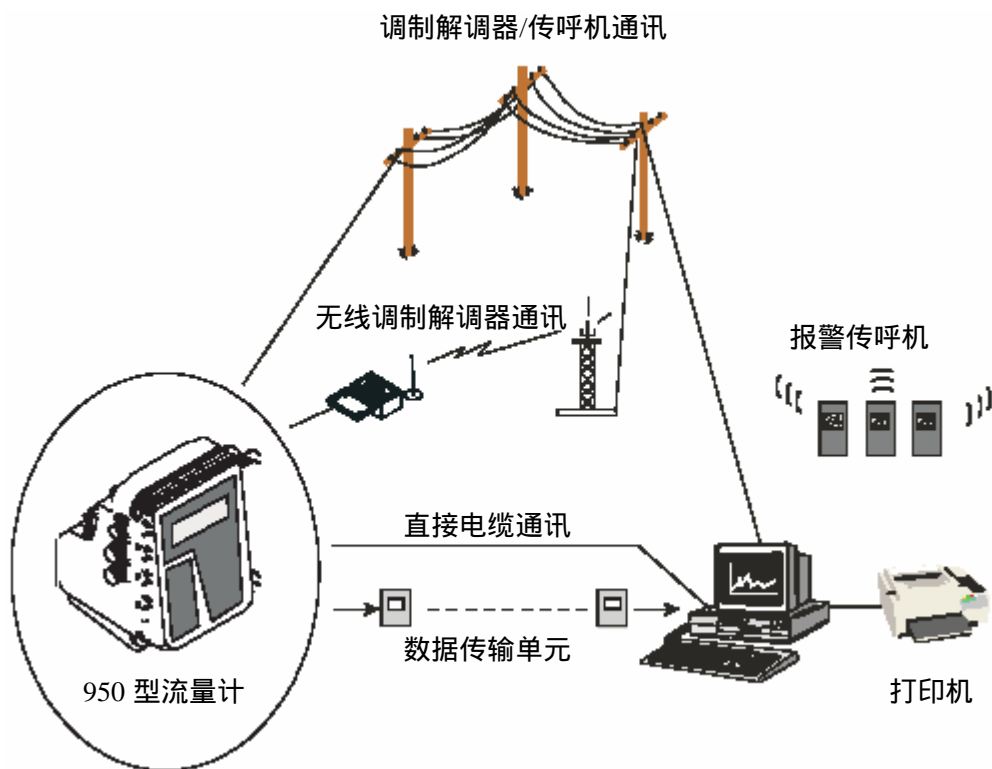 调制解调器/传呼机通讯
无线调制解调器通讯
报警传呼机
直接电缆通讯
数据传输单元
950 型流量计
打印机